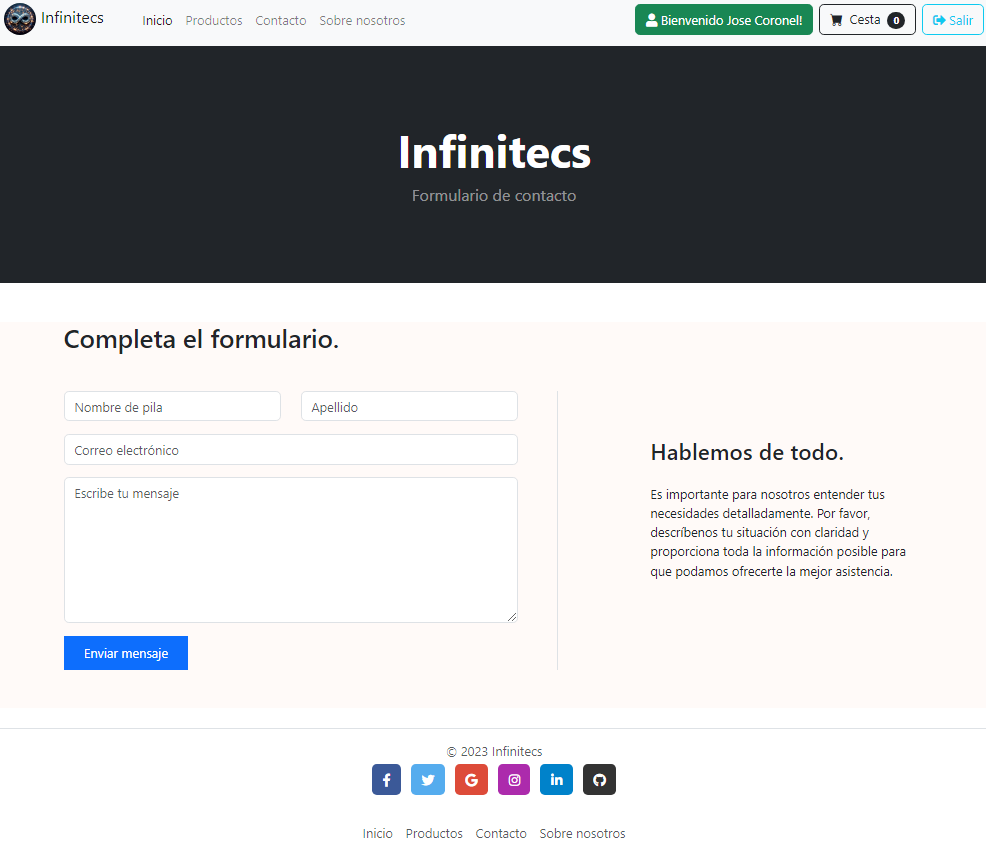 Infinitecs
Inicio Productos Contacto Sobre nosotros
Bienvenido Jose Coronel!
Cesta 0
Salir
Infinitecs
Formulario de contacto
Completa el formulario.
Nombre de pila
Apellido
Correo electrónico
Escribe tu mensaje
Enviar mensaje
Hablemos de todo.
Es importante para nosotros entender tus
necesidades detalladamente. Por favor,
descríbenos tu situación con claridad y
proporciona toda la información posible para
que podamos ofrecerte la mejor asistencia.
© 2023 Infinitecs
Inicio Productos Contacto Sobre nosotros